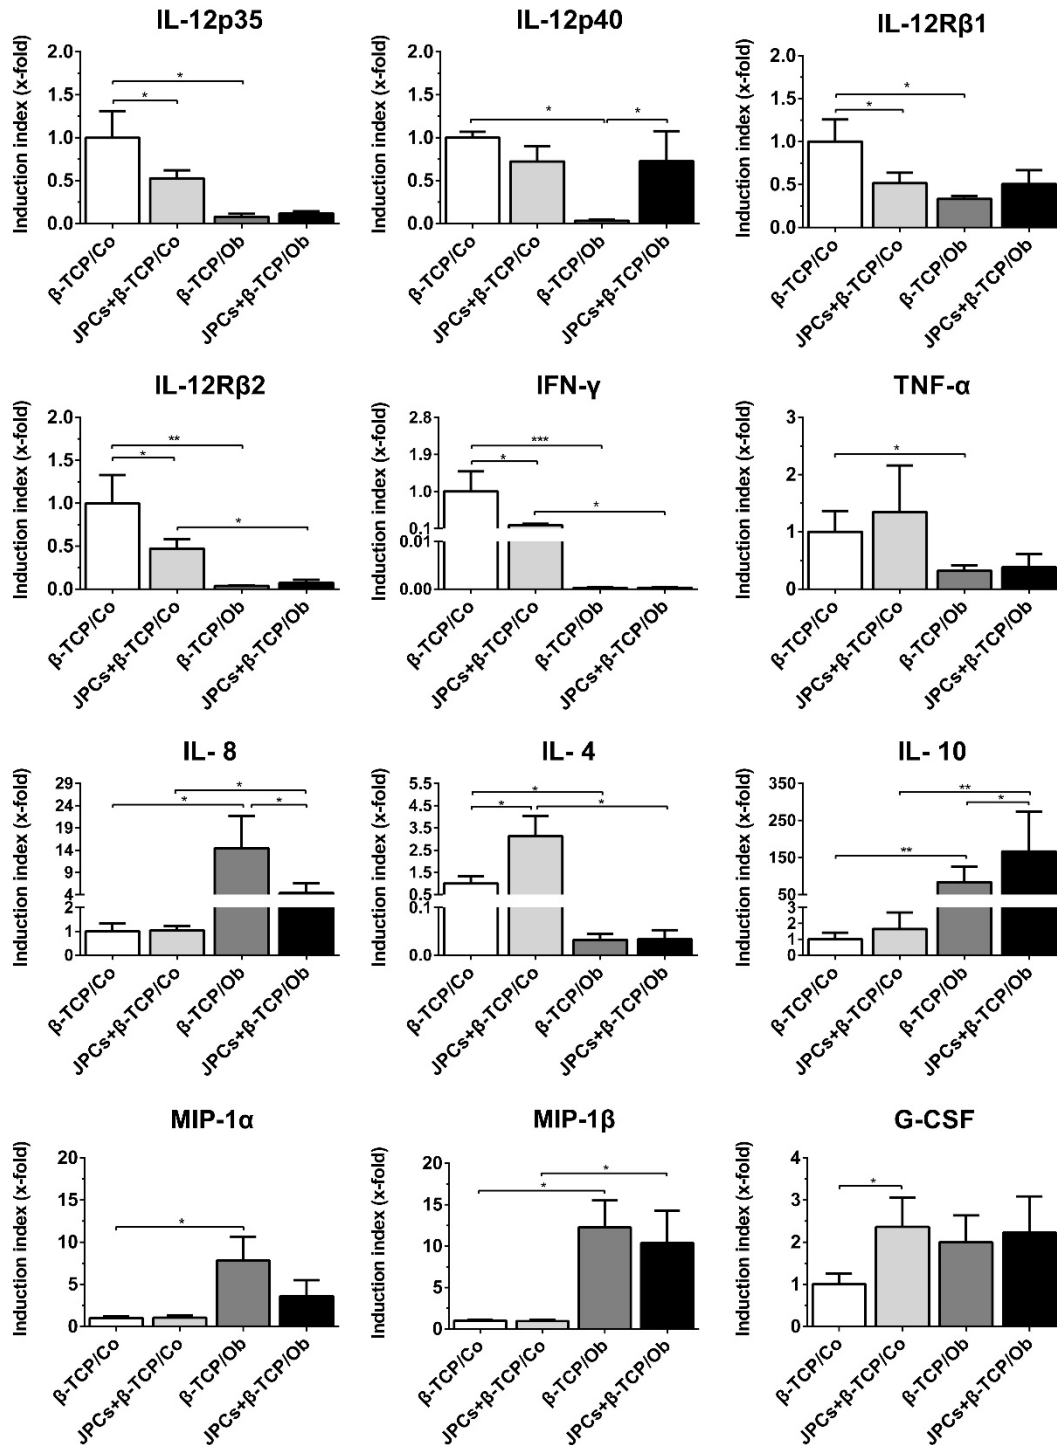 IL-12p35
Induction index (x-fold)
2.0
1.5
1.0
0.5
0.0
*
*
β-TCP/Co
JPCs+β-TCP/Co
β-TCP/Ob
JPCs+β-TCP/Ob
IL-12p40
Induction index (x-fold)
2.0
1.5
1.0
0.5
0.0
*
*
β-TCP/Co
JPCs+β-TCP/Co
β-TCP/Ob
JPCs+β-TCP/Ob
IL-12Rβ1
Induction index (x-fold)
2.0
1.5
1.0
0.5
0.0
*
*
β-TCP/Co
JPCs+β-TCP/Co
β-TCP/Ob
JPCs+β-TCP/Ob
IL-12Rβ2
Induction index (x-fold)
2.0
1.5
1.0
0.5
0.0
**
*
*
β-TCP/Co
JPCs+β-TCP/Co
β-TCP/Ob
JPCs+β-TCP/Ob
IFN-γ
Induction index (x-fold)
2.8
1.9
1.0
0.1
0.01
0.00
***
*
*
β-TCP/Co
JPCs+β-TCP/Co
β-TCP/Ob
JPCs+β-TCP/Ob
TNF-α
Induction index (x-fold)
3
2
1
0
*
β-TCP/Co
JPCs+β-TCP/Co
β-TCP/Ob
JPCs+β-TCP/Ob
IL- 8
Induction index (x-fold)
29
24
19
14
9
4
2
1
0
*
*
*
β-TCP/Co
JPCs+β-TCP/Co
β-TCP/Ob
JPCs+β-TCP/Ob
IL- 4
Induction index (x-fold)
5.5
4.5
3.5
2.5
1.5
0.5
0.1
0.0
*
*
*
β-TCP/Co
JPCs+β-TCP/Co
β-TCP/Ob
JPCs+β-TCP/Ob
IL- 10
Induction index (x-fold)
350
250
150
50
3
2
1
0
**
*
**
β-TCP/Co
JPCs+β-TCP/Co
β-TCP/Ob
JPCs+β-TCP/Ob
MIP-1α
Induction index (x-fold)
20
15
10
5
0
*
β-TCP/Co
JPCs+β-TCP/Co
β-TCP/Ob
JPCs+β-TCP/Ob
MIP-1β
Induction index (x-fold)
20
15
10
5
0
*
*
β-TCP/Co
JPCs+β-TCP/Co
β-TCP/Ob
JPCs+β-TCP/Ob
G-CSF
Induction index (x-fold)
4
3
2
1
0
*
β-TCP/Co
JPCs+β-TCP/Co
β-TCP/Ob
JPCs+β-TCP/Ob